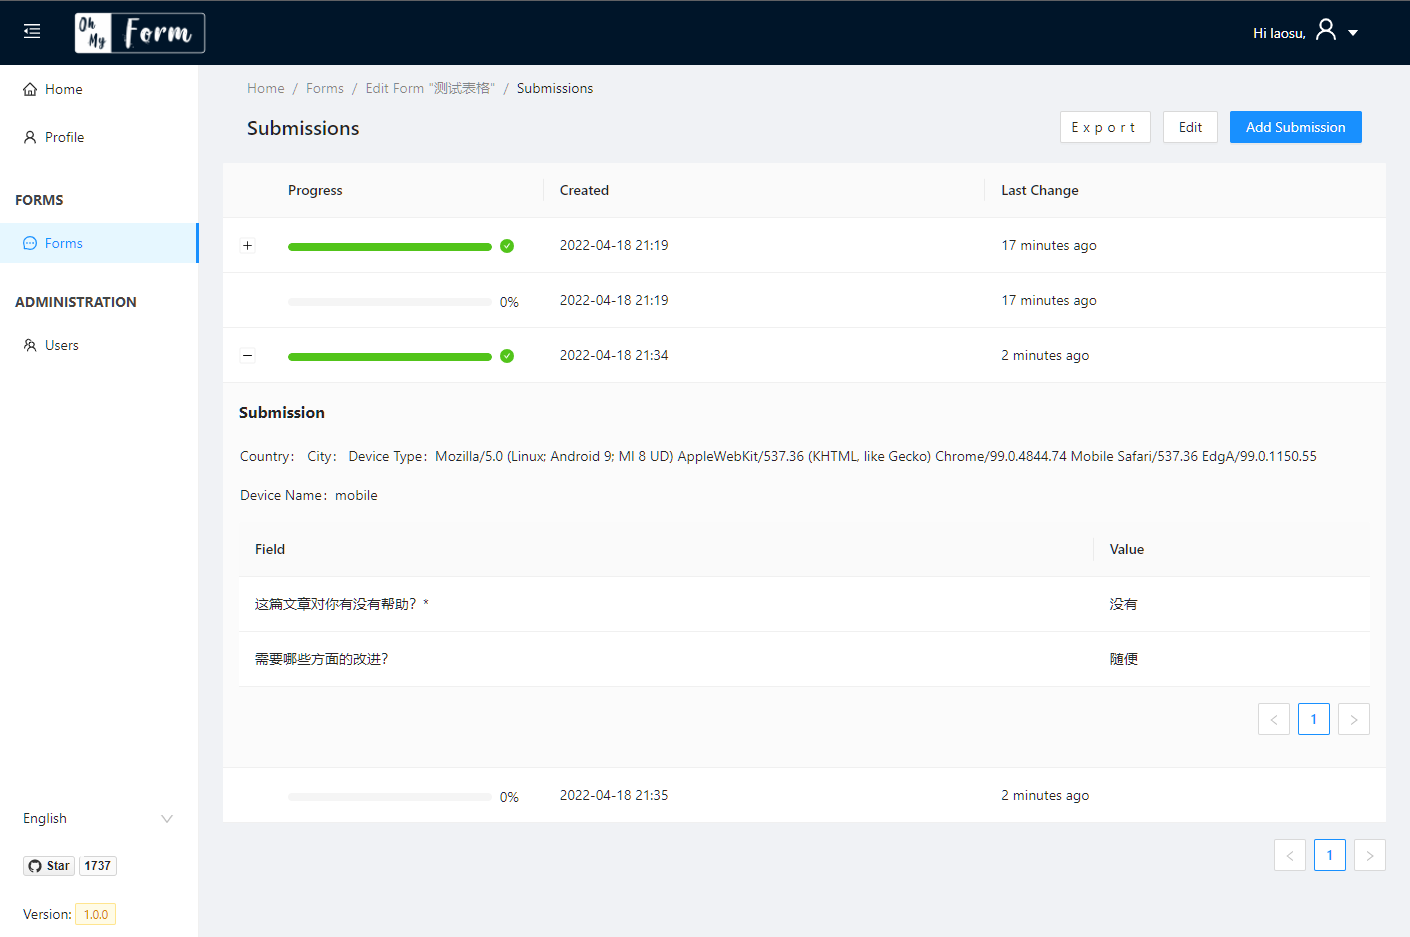 Oh My Form
Hi laosu,
Home
Profile
FORMS
Forms
ADMINISTRATION
Users
English
Star 1737
Version: 1.0.0
Home / Forms / Edit Form "测试表格" / Submissions
Submissions
Export Edit Add Submission
Progress Created Last Change
2022-04-18 21:19 17 minutes ago
0% 2022-04-18 21:19 17 minutes ago
2022-04-18 21:34 2 minutes ago
Submission
Country： City： Device Type：Mozilla/5.0 (Linux; Android 9; MI 8 UD) AppleWebKit/537.36 (KHTML, like Gecko) Chrome/99.0.4844.74 Mobile Safari/537.36 EdgA/99.0.1150.55
Device Name：mobile
Field Value
这篇文章对你有没有帮助？* 没有
需要哪些方面的改进？ 随便
< 1 >
0% 2022-04-18 21:35 2 minutes ago
< 1 >